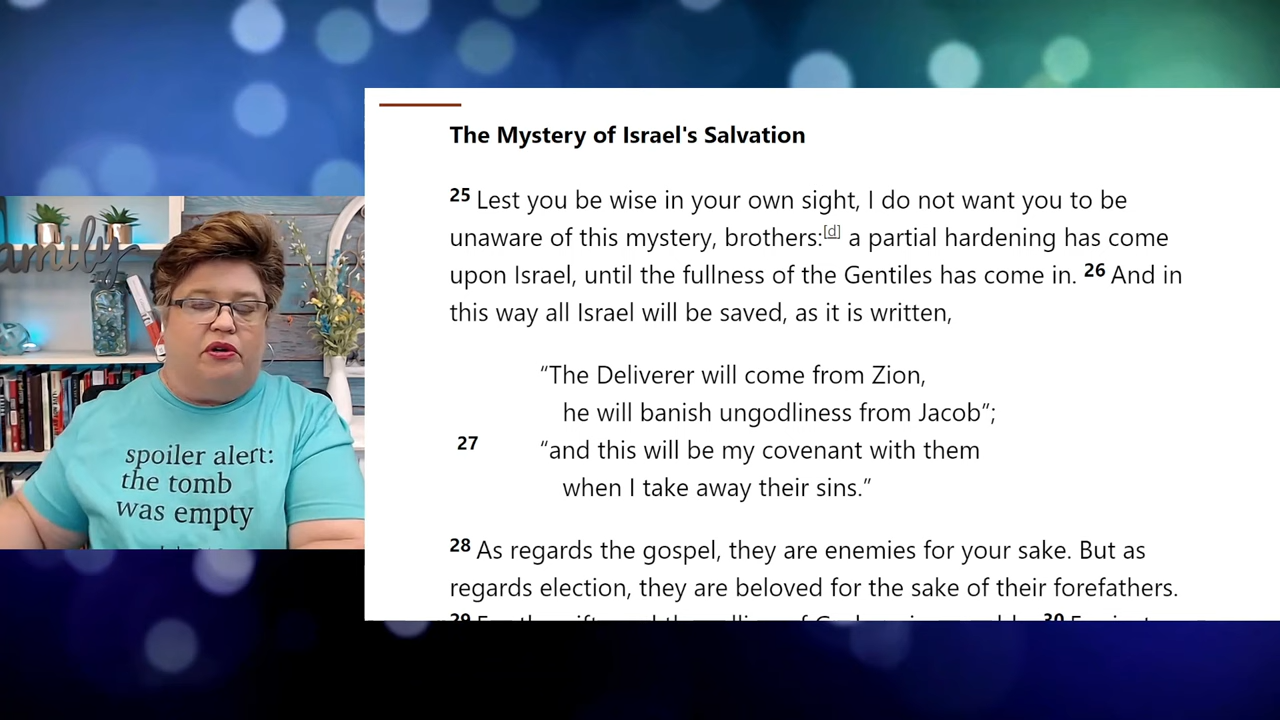 The Mystery of Israel's Salvation
25 Lest you be wise in your own sight, I do not want you to be
unaware of this mystery, brothers:[d] a partial hardening has come
upon Israel, until the fullness of the Gentiles has come in. 26 And in
this way all Israel will be saved, as it is written,
“The Deliverer will come from Zion,
he will banish ungodliness from Jacob”;
27 “and this will be my covenant with them
when I take away their sins.”
28 As regards the gospel, they are enemies for your sake. But as
regards election, they are beloved for the sake of their forefathers.
29 30
family
spoiler alert:
the tomb
was empty